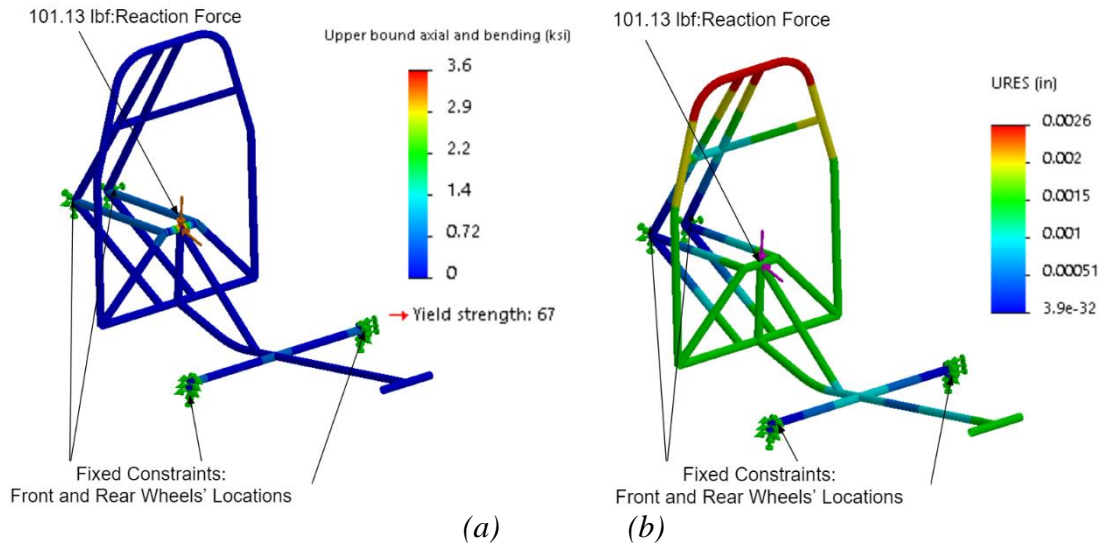 101.13 lbf:Reaction Force
Upper bound axial and bending (ksi)
3.6
2.9
2.2
1.4
0.72
0
Yield strength: 67
Fixed Constraints:
Front and Rear Wheels' Locations
(a)
101.13 lbf:Reaction Force
URES (in)
0.0026
0.002
0.0015
0.001
0.00051
3.9e-32
Fixed Constraints:
Front and Rear Wheels' Locations
(b)